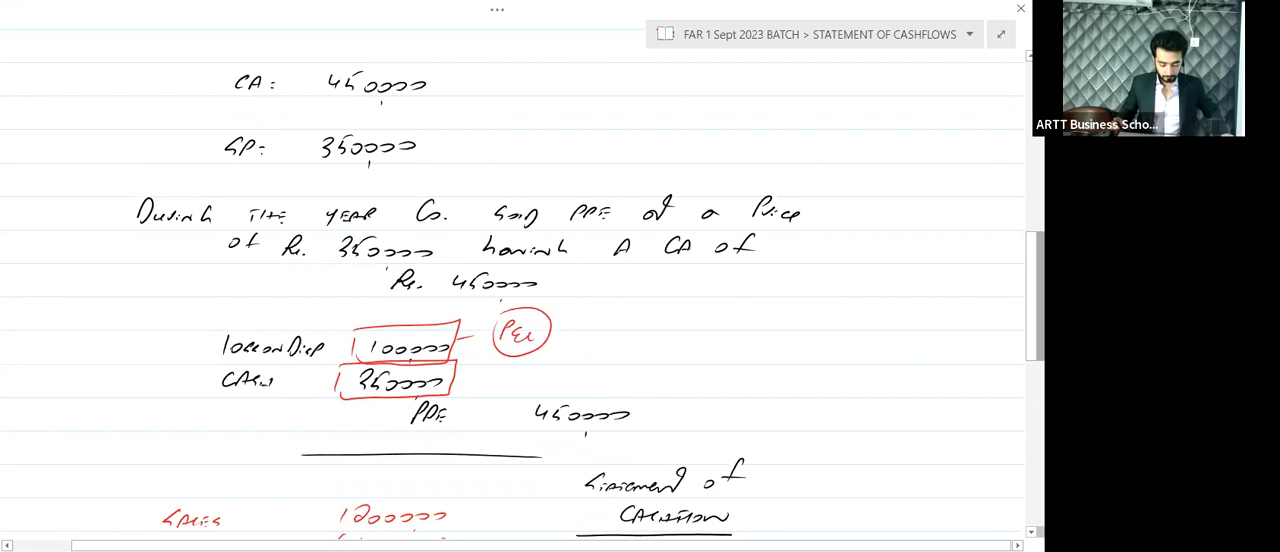 FAR 1 Sept 2023 BATCH > STATEMENT OF CASHFLOWS
ARTT Business Scho...
CA: 450000
SP: 350000
DURING THE YEAR Co. SOLD PPE at a Price
of Rs. 350000 having A CA of
Rs. 450000
loss on Disp 100,000 PEL
CASH 350000
PPE 450000
Statement of
CASHFLOW
SALES 1200000